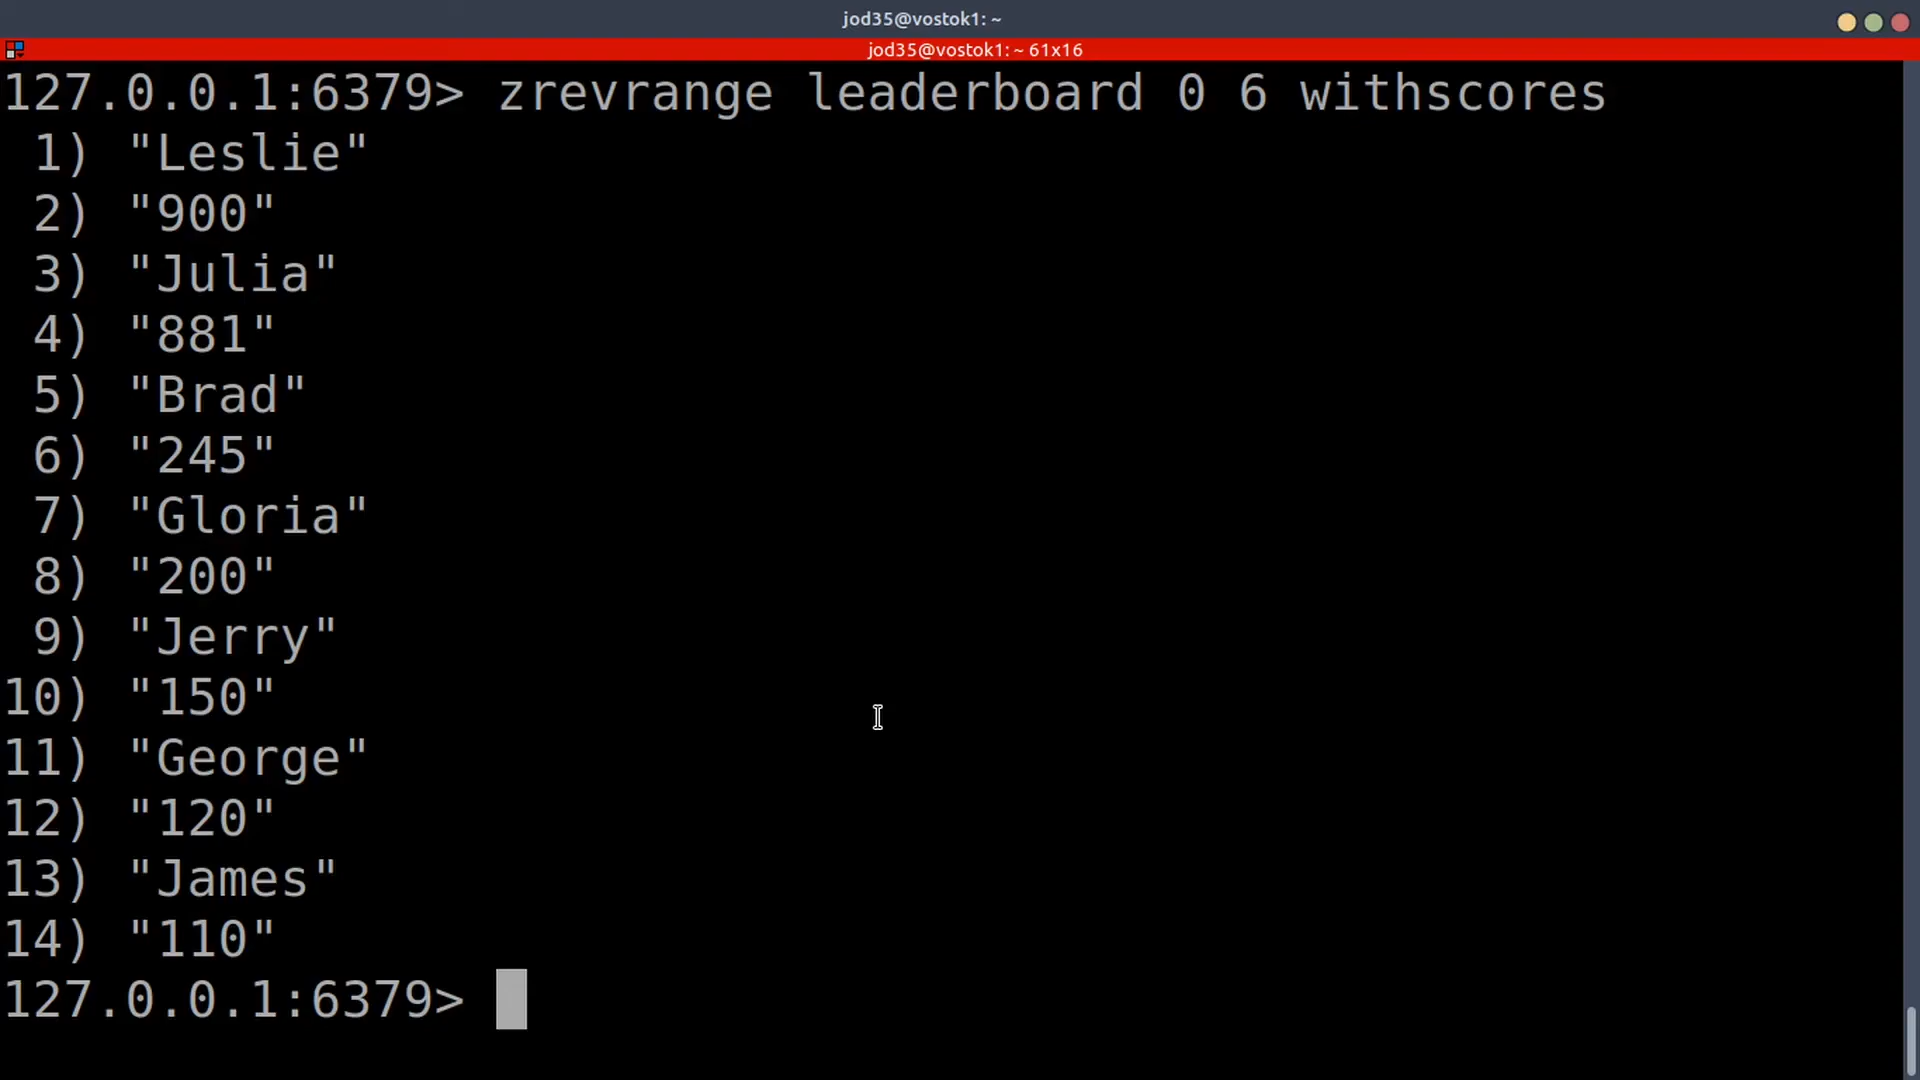 jod35@vostok1: ~
jod35@vostok1: ~ 61x16
127.0.0.1:6379> zrevrange leaderboard 0 6 withscores
1) "Leslie"
2) "900"
3) "Julia"
4) "881"
5) "Brad"
6) "245"
7) "Gloria"
8) "200"
9) "Jerry"
10) "150"
11) "George"
12) "120"
13) "James"
14) "110"
127.0.0.1:6379>